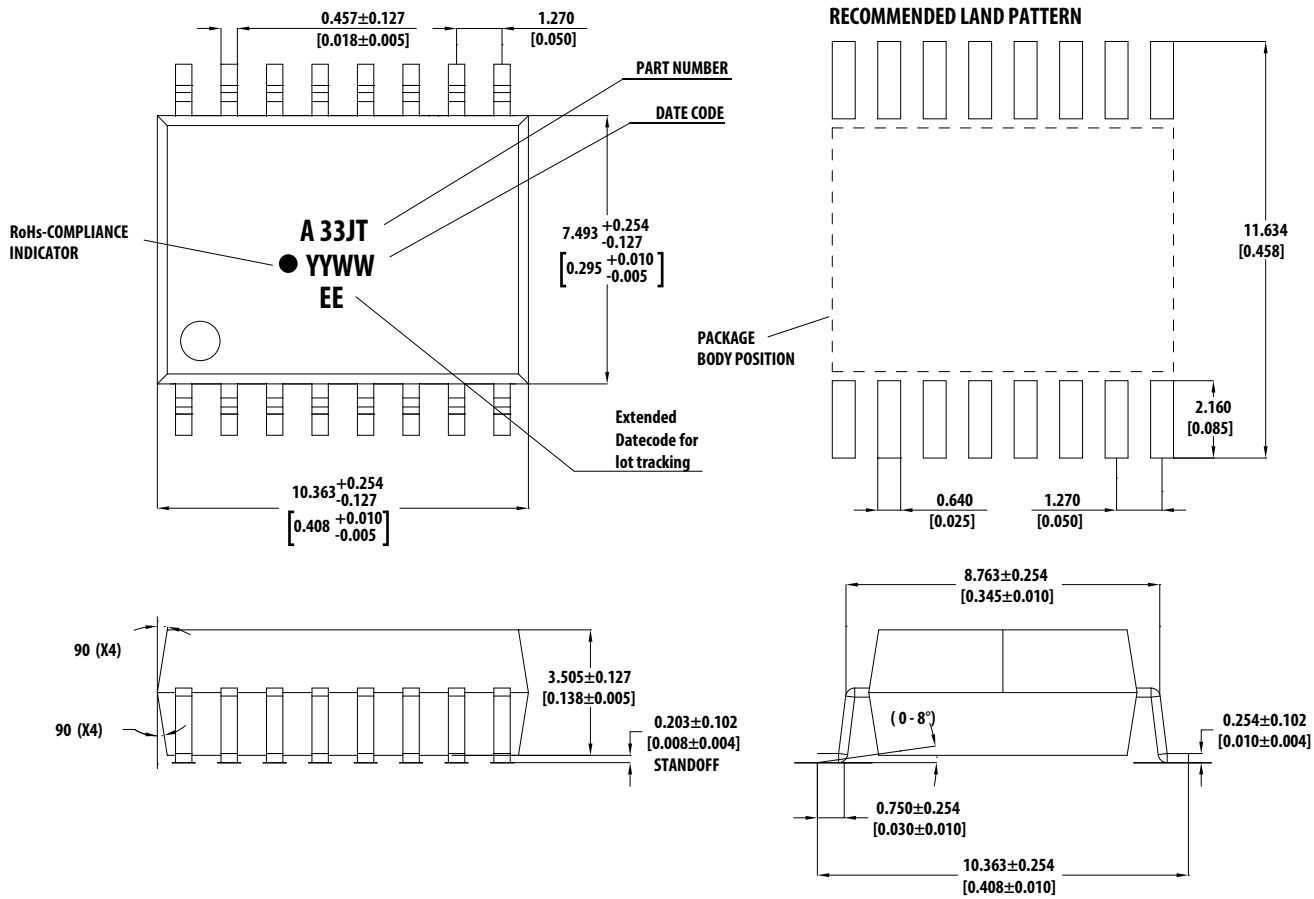 0.457±0.127
[0.018±0.005]
1.270
[0.050]
PART NUMBER
DATE CODE
RoHs-COMPLIANCE
INDICATOR
A 33JT
YYWW
EE
7.493 +0.254
-0.127
[0.295 +0.010
-0.005]
Extended
Datecode for
lot tracking
10.363 +0.254
-0.127
[0.408 +0.010
-0.005]
RECOMMENDED LAND PATTERN
11.634
[0.458]
PACKAGE
BODY POSITION
2.160
[0.085]
0.640
[0.025]
1.270
[0.050]
90 (X4)
90 (X4)
3.505±0.127
[0.138±0.005]
0.203±0.102
[0.008±0.004]
STANDOFF
8.763±0.254
[0.345±0.010]
( 0 - 8°)
0.254±0.102
[0.010±0.004]
0.750±0.254
[0.030±0.010]
10.363±0.254
[0.408±0.010]